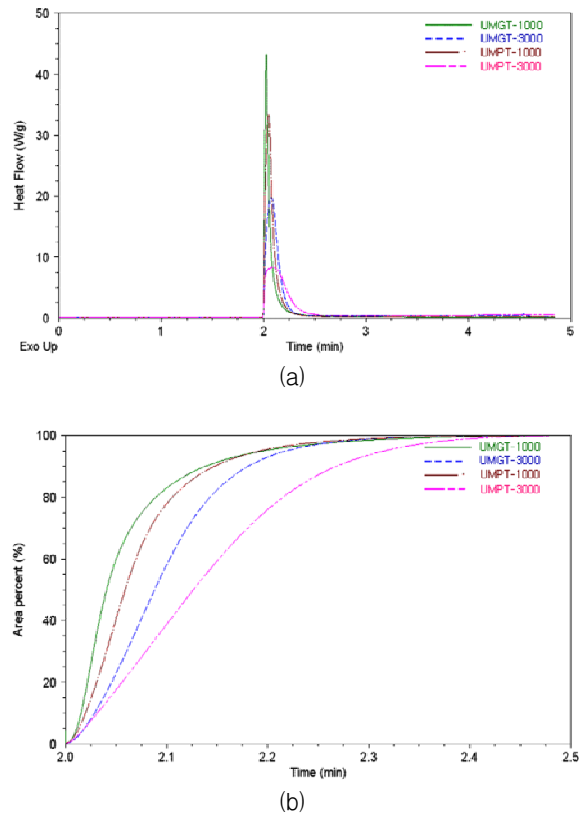 50
40
30
20
10
0
Heat Flow (W/g)
UMGT-1000
UMGT-3000
UMPT-1000
UMPT-3000
0 1 2 3 4 5
Exo Up
Time (min)
(a)
100
80
60
40
20
0
Area percent (%)
UMGT-1000
UMGT-3000
UMPT-1000
UMPT-3000
2.0 2.1 2.2 2.3 2.4 2.5
Time (min)
(b)